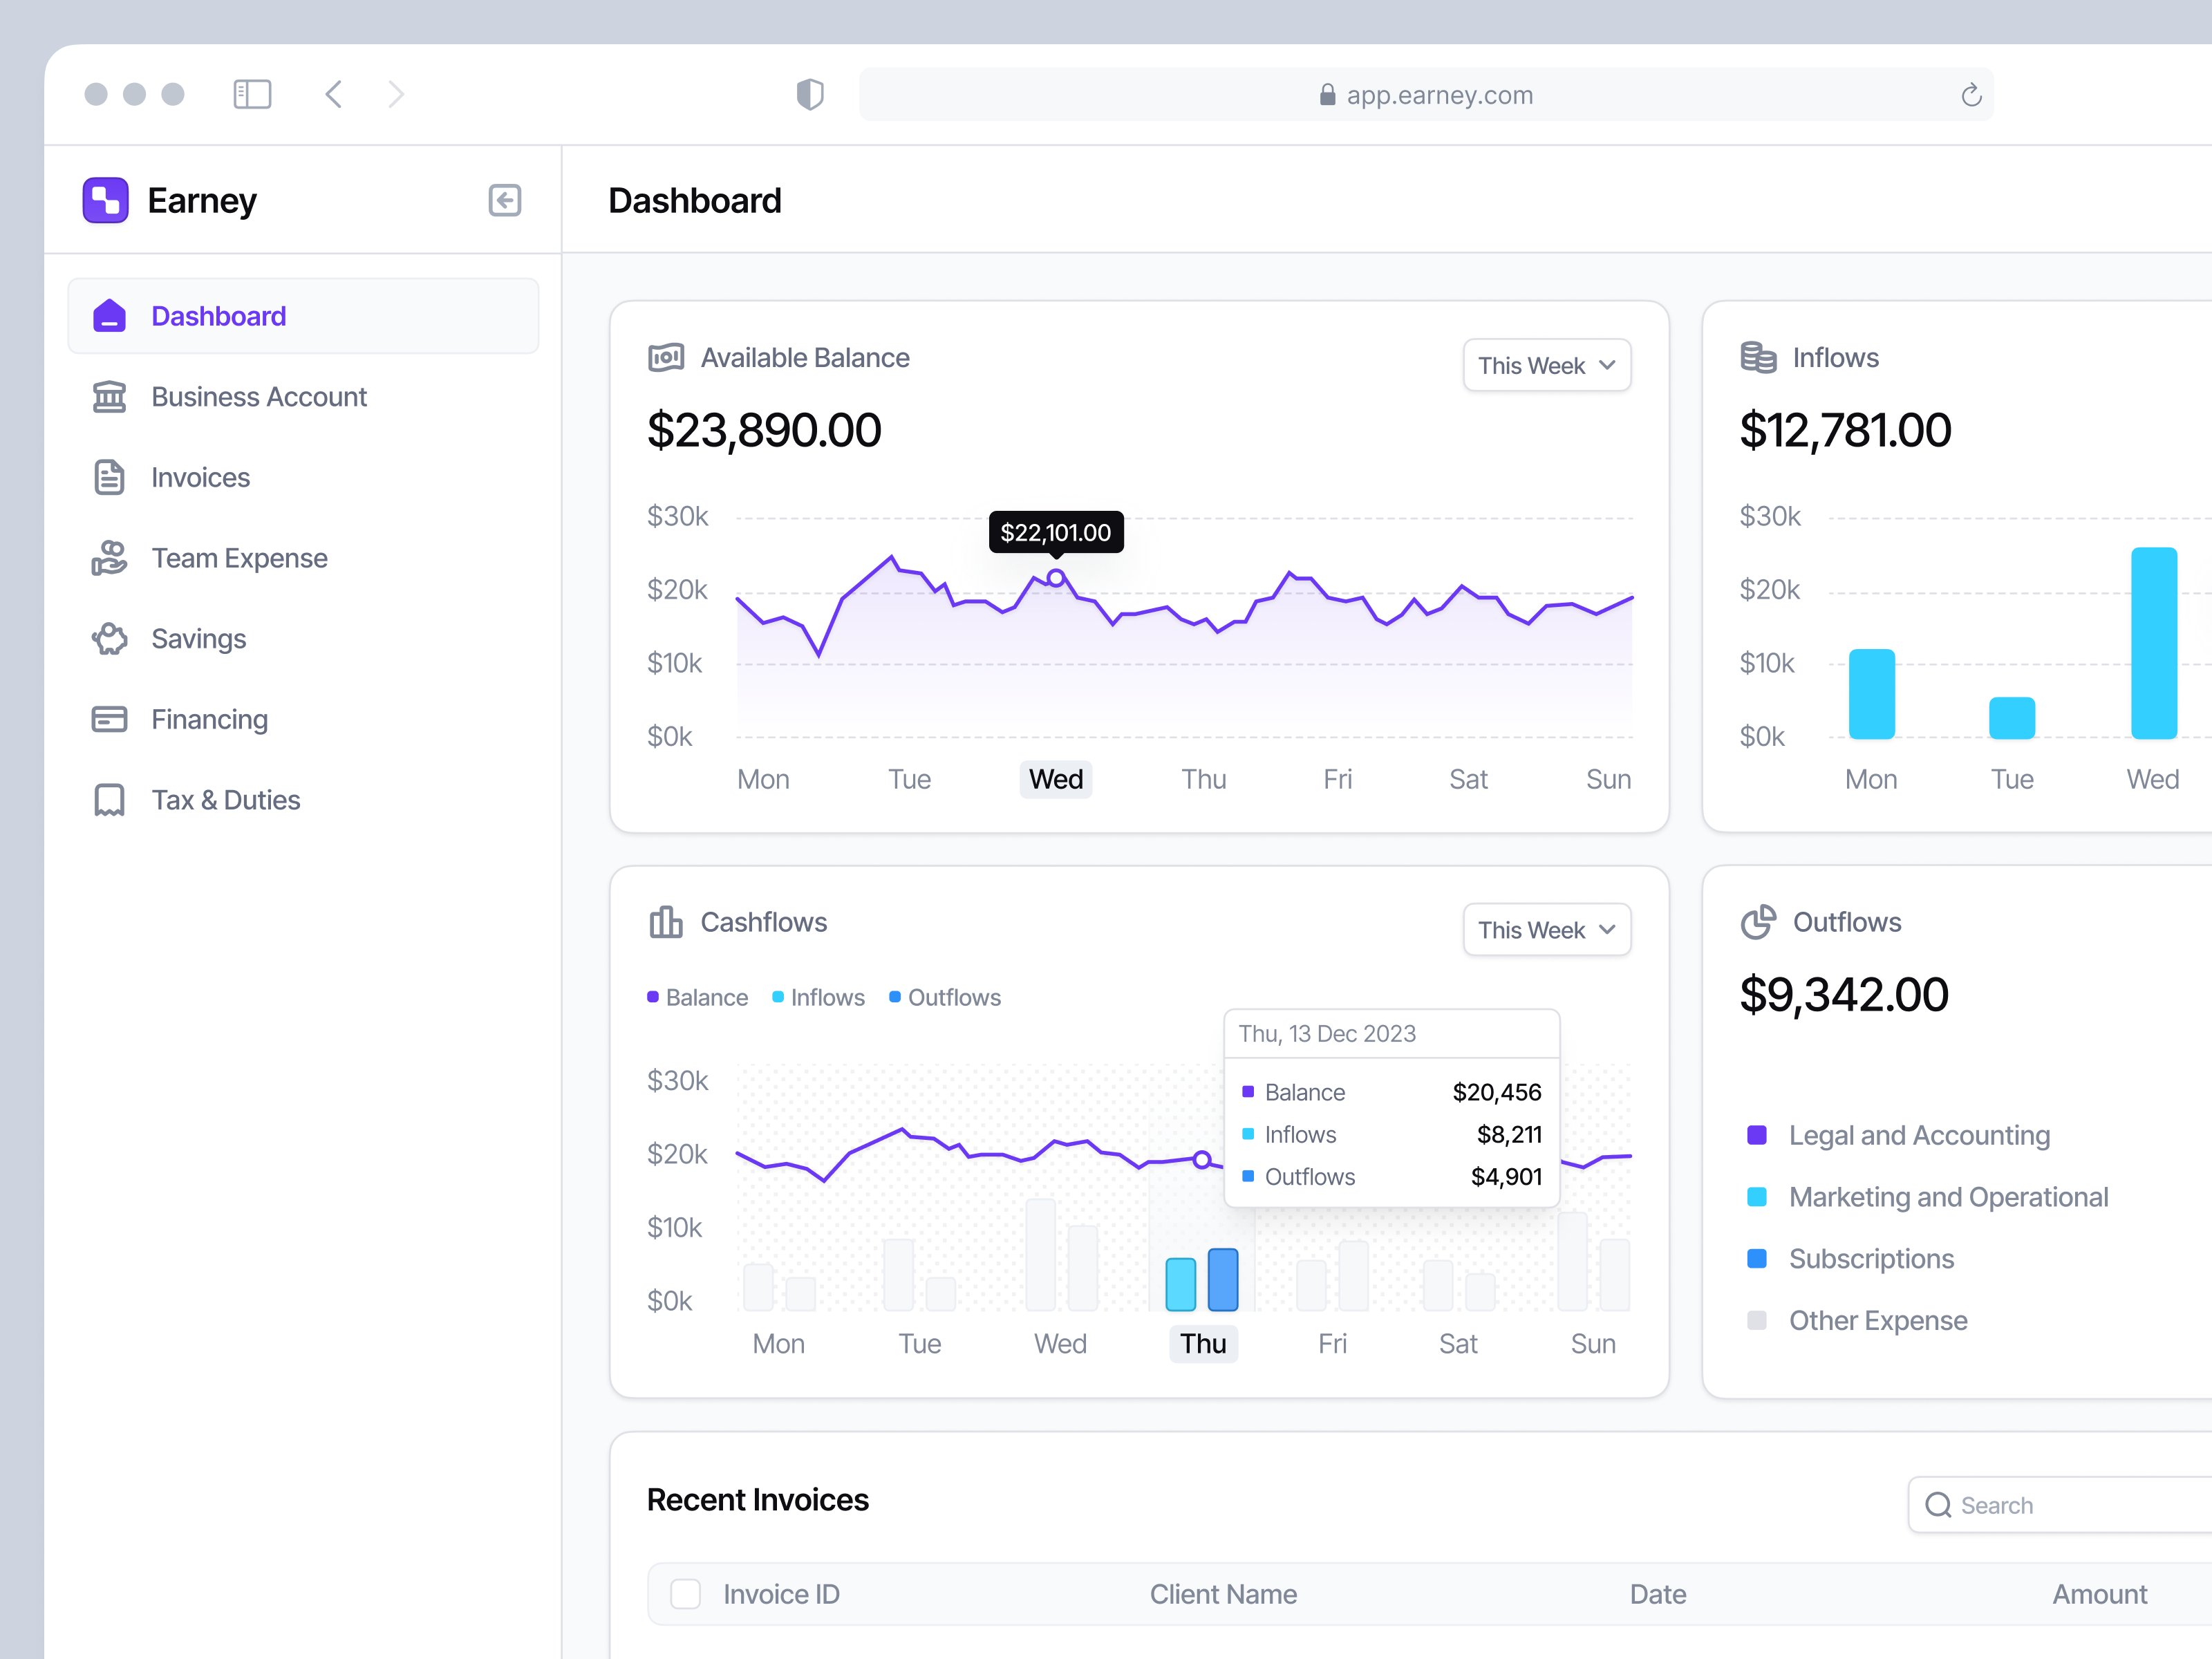 app.earney.com
Earney
Dashboard
Dashboard
Business Account
Invoices
Team Expense
Savings
Financing
Tax & Duties
Available Balance
This Week
$23,890.00
$30k
$20k
$10k
$0k
$22,101.00
Mon Tue Wed Thu Fri Sat Sun
Inflows
$12,781.00
$30k
$20k
$10k
$0k
Mon Tue Wed
Cashflows
This Week
Balance Inflows Outflows
$30k
$20k
$10k
$0k
Thu, 13 Dec 2023
Balance $20,456
Inflows $8,211
Outflows $4,901
Mon Tue Wed Thu Fri Sat Sun
Outflows
$9,342.00
Legal and Accounting
Marketing and Operational
Subscriptions
Other Expense
Recent Invoices
Search
Invoice ID Client Name Date Amount